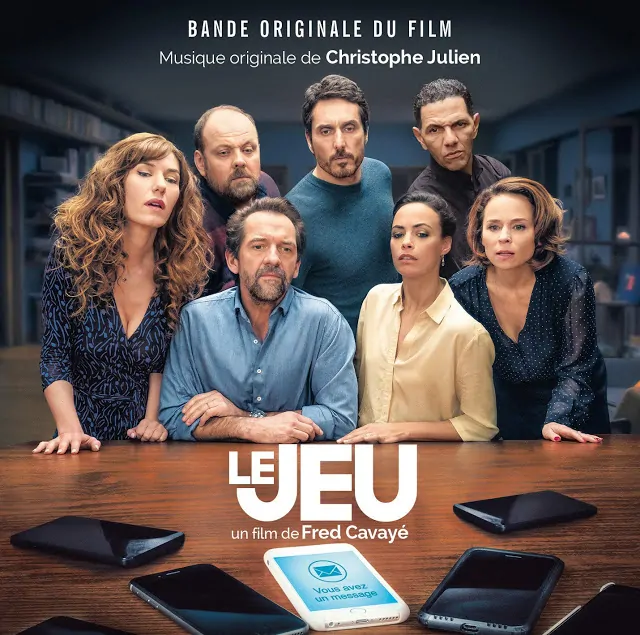 BANDE ORIGINALE DU FILM
Musique originale de Christophe Julien
LE JEU
un film de Fred Cavayé
Vous avez
un message